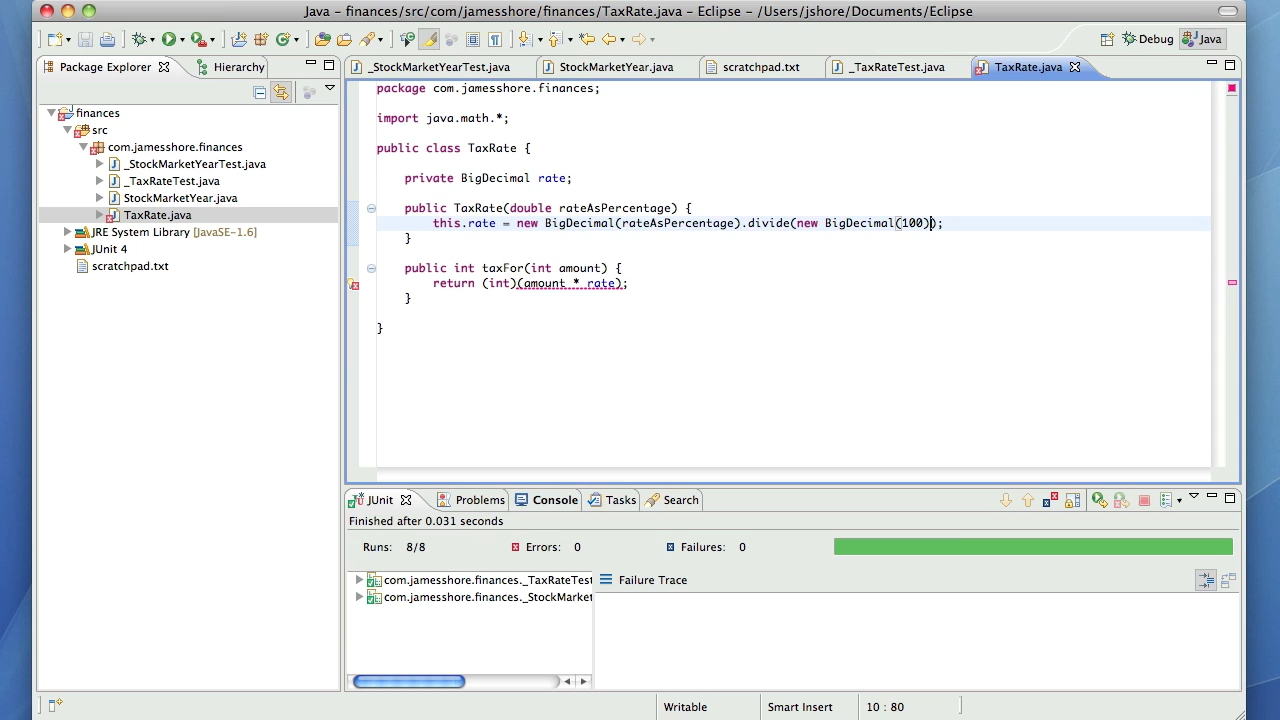 Java – finances/src/com/jamesshore/finances/TaxRate.java – Eclipse – /Users/jshore/Documents/Eclipse
Debug
Java
Package Explorer
Hierarchy
finances
src
com.jamesshore.finances
_StockMarketYearTest.java
_TaxRateTest.java
StockMarketYear.java
TaxRate.java
JRE System Library [JavaSE-1.6]
JUnit 4
scratchpad.txt
_StockMarketYearTest.java
StockMarketYear.java
scratchpad.txt
_TaxRateTest.java
TaxRate.java
package com.jamesshore.finances;
import java.math.*;
public class TaxRate {
private BigDecimal rate;
public TaxRate(double rateAsPercentage) {
this.rate = new BigDecimal(rateAsPercentage).divide(new BigDecimal(100));
}
public int taxFor(int amount) {
return (int)(amount * rate);
}
}
JUnit
Problems
Console
Tasks
Search
Finished after 0.031 seconds
Runs: 8/8
Errors: 0
Failures: 0
com.jamesshore.finances._TaxRateTest
com.jamesshore.finances._StockMarket
Failure Trace
Writable
Smart Insert
10 : 80